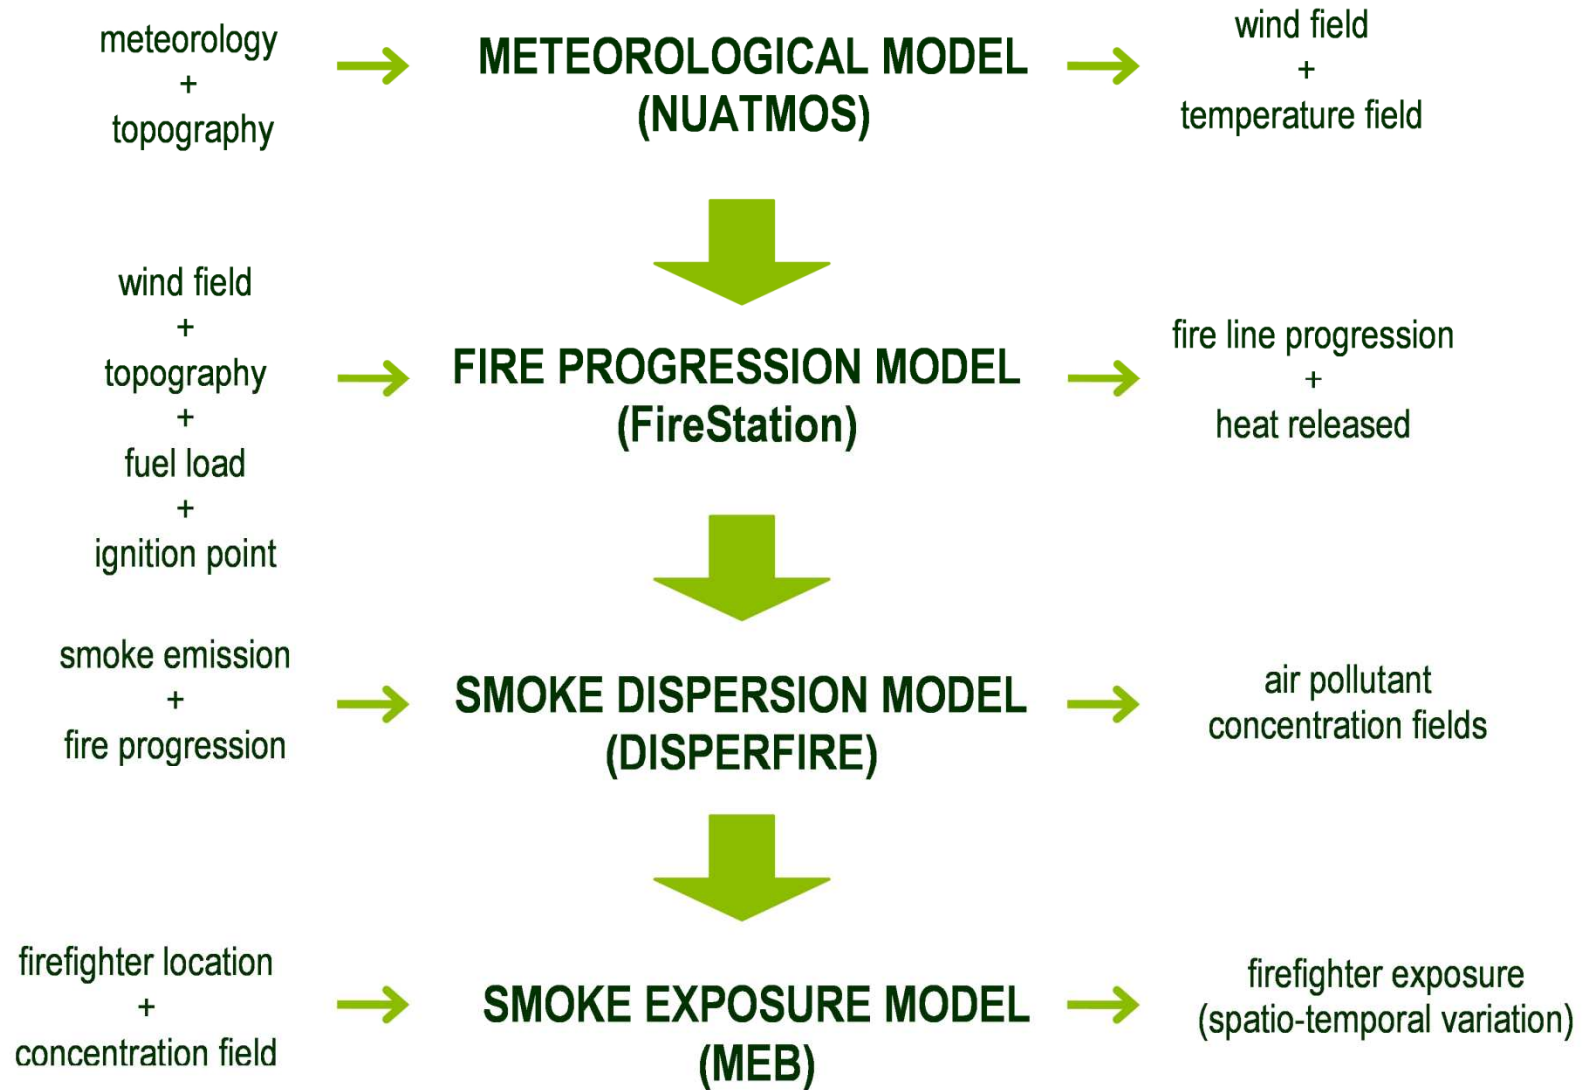 meteorology
+
topography
METEOROLOGICAL MODEL
(NUATMOS)
wind field
+
temperature field
wind field
+
topography
+
fuel load
+
ignition point
FIRE PROGRESSION MODEL
(FireStation)
fire line progression
+
heat released
smoke emission
+
fire progression
SMOKE DISPERSION MODEL
(DISPERFIRE)
air pollutant
concentration fields
firefighter location
+
concentration field
SMOKE EXPOSURE MODEL
(MEB)
firefighter exposure
(spatio-temporal variation)